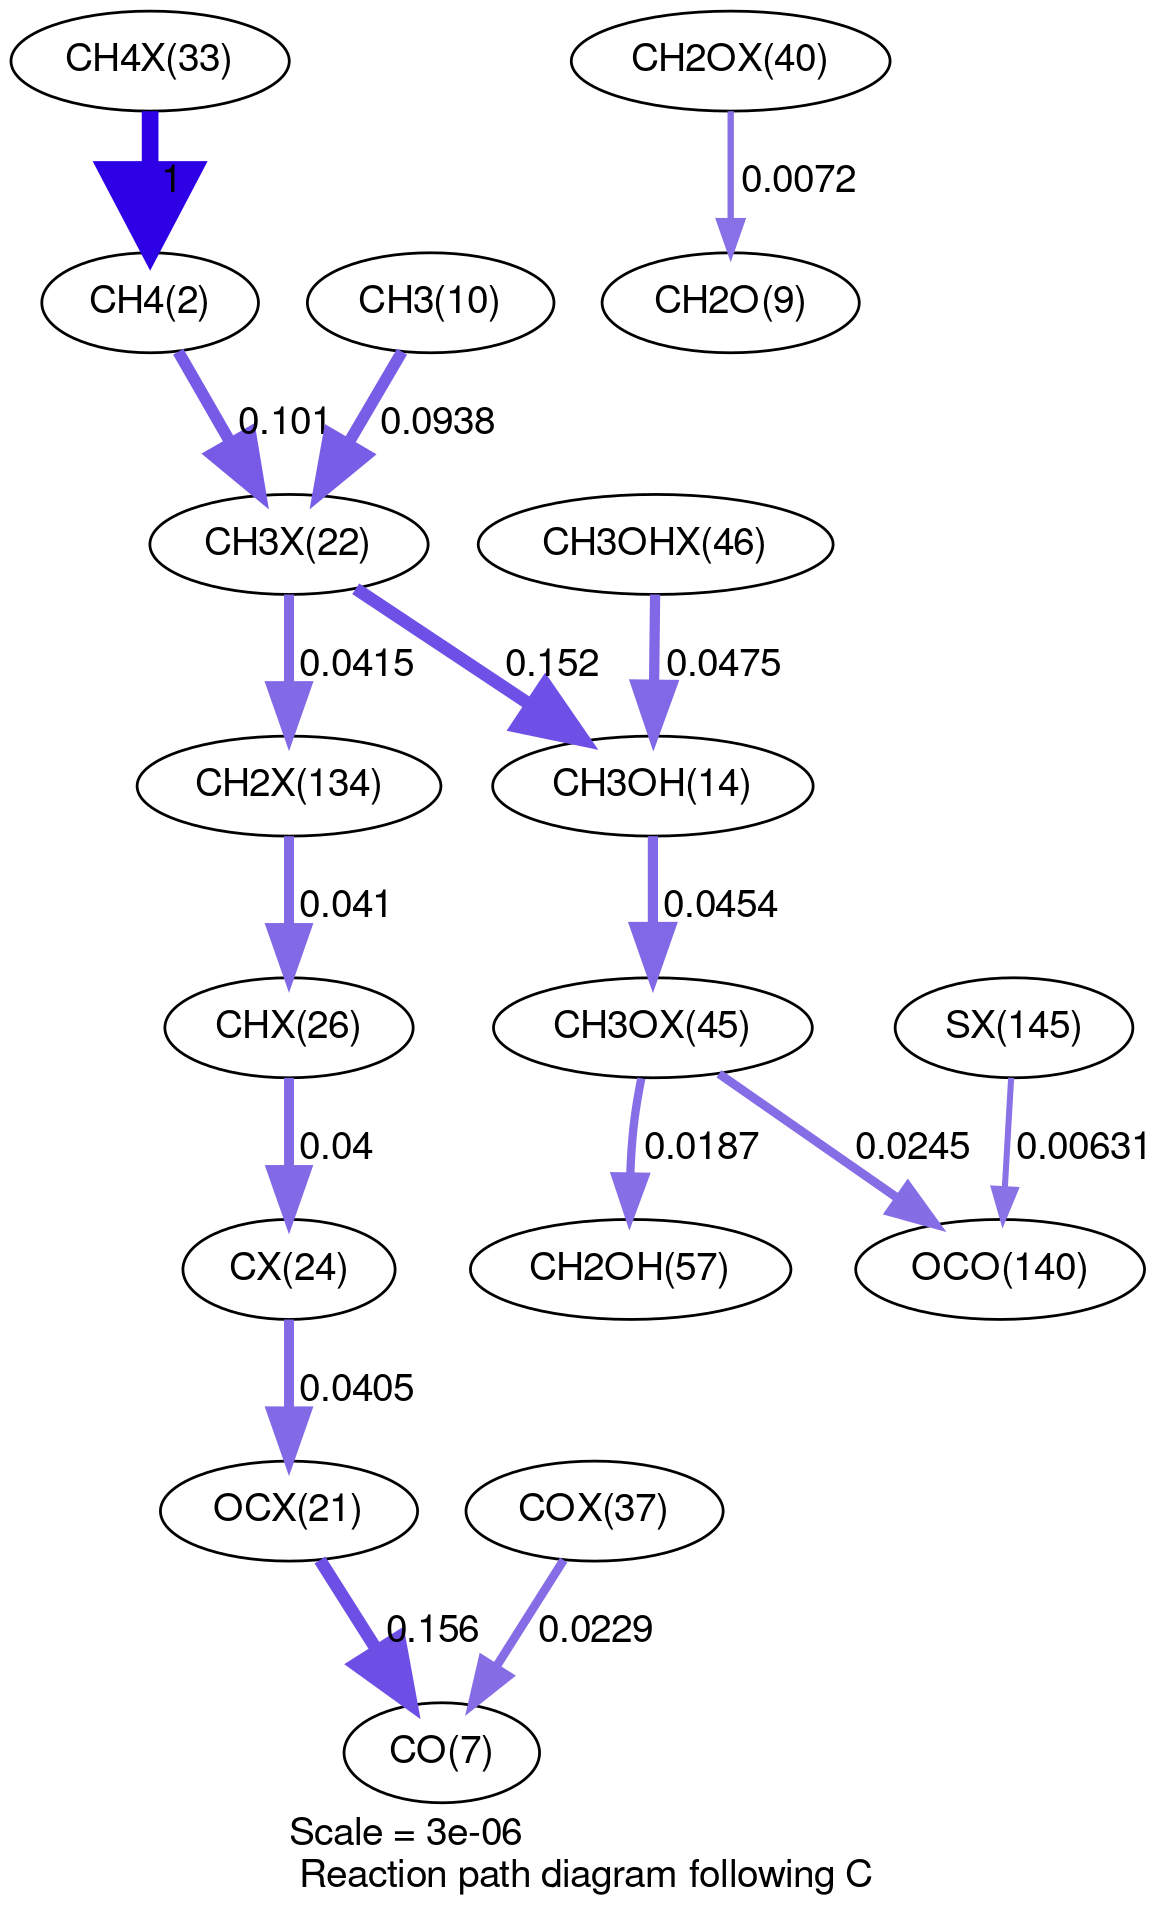 CH4X(33)
CH2OX(40)
1
0.0072
CH4(2)
CH3(10)
CH2O(9)
0.101
0.0938
CH3X(22)
CH3OHX(46)
0.0415
0.152
0.0475
CH2X(134)
CH3OH(14)
0.041
0.0454
CHX(26)
CH3OX(45)
SX(145)
0.04
0.0187
0.0245
0.00631
CX(24)
CH2OH(57)
OCO(140)
0.0405
OCX(21)
COX(37)
0.156
0.0229
CO(7)
Scale = 3e-06
Reaction path diagram following C